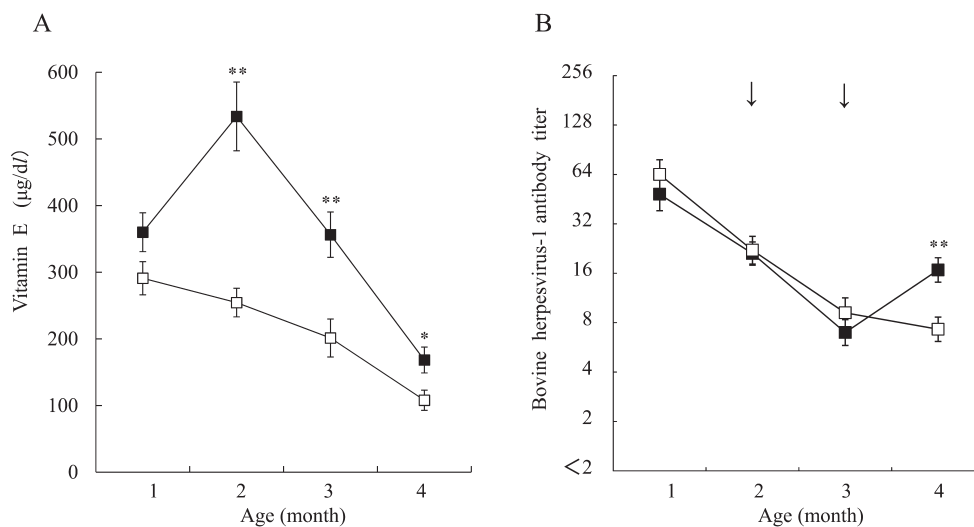 A
B
600
500
400
300
200
100
0
Vitamin E (μg/dl)
**
**
*
1 2 3 4
Age (month)
256
128
64
32
16
8
4
2
<2
Bovine herpesvirus-1 antibody titer
↓ ↓
**
1 2 3 4
Age (month)